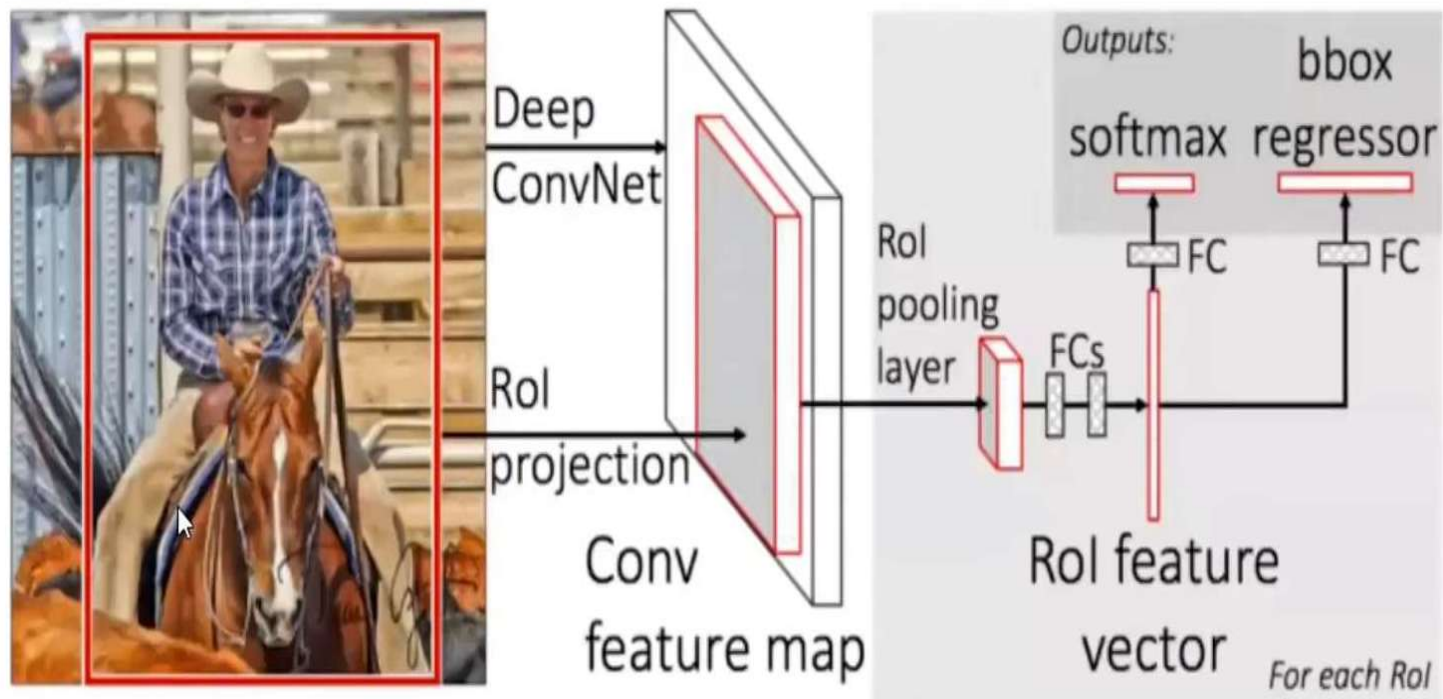 Deep
ConvNet
RoI
projection
Conv
feature map
RoI
pooling
layer
FCs
Outputs:
softmax
bbox
regressor
FC
FC
RoI feature
vector
For each RoI